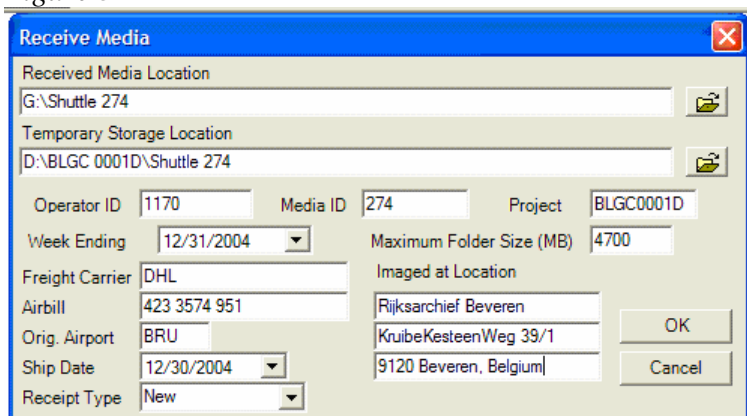 Receive Media
Received Media Location
G:\Shuttle 274
Temporary Storage Location
D:\BLGC 0001D\Shuttle 274
Operator ID 1170 Media ID 274 Project BLGC0001D
Week Ending 12/31/2004 Maximum Folder Size (MB) 4700
Freight Carrier DHL Imaged at Location
Airbill 423 3574 951 Rijksarchief Beveren
Orig. Airport BRU KruibeKesteenWeg 39/1 OK
Ship Date 12/30/2004 9120 Beveren, Belgium Cancel
Receipt Type New